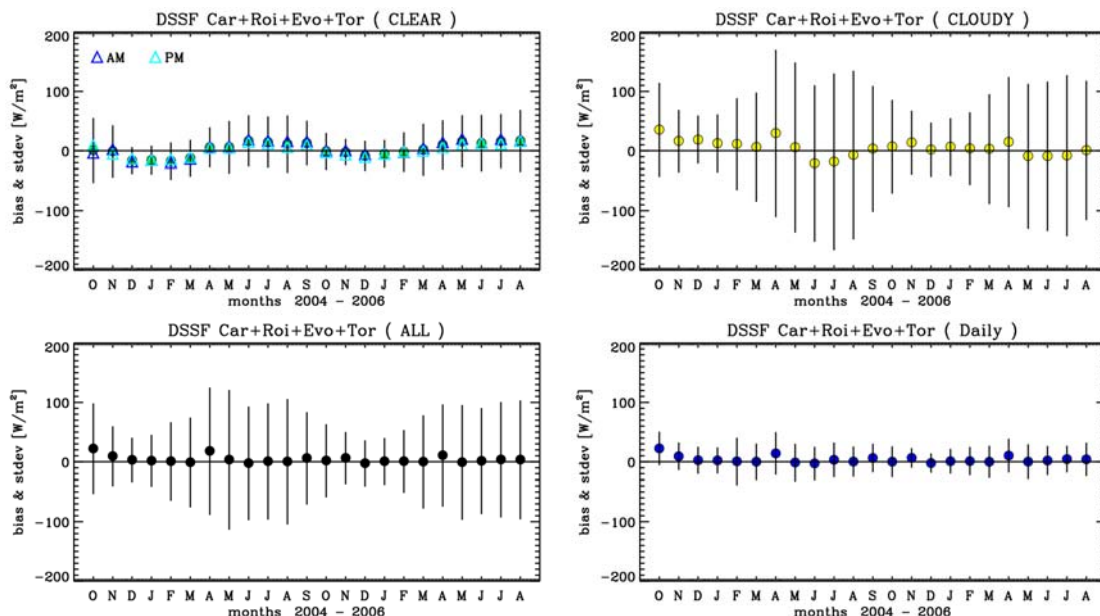 DSSF Car+Roi+Evo+Tor ( CLEAR )
200
100
0
-100
-200
bias & stdev [W/m²]
AM PM
O N D J F M A M J J A S O N D J F M A M J J A
months 2004 - 2006
DSSF Car+Roi+Evo+Tor ( CLOUDY )
200
100
0
-100
-200
bias & stdev [W/m²]
O N D J F M A M J J A S O N D J F M A M J J A
months 2004 - 2006
DSSF Car+Roi+Evo+Tor ( ALL )
200
100
0
-100
-200
bias & stdev [W/m²]
O N D J F M A M J J A S O N D J F M A M J J A
months 2004 - 2006
DSSF Car+Roi+Evo+Tor ( Daily )
200
100
0
-100
-200
bias & stdev [W/m²]
O N D J F M A M J J A S O N D J F M A M J J A
months 2004 - 2006